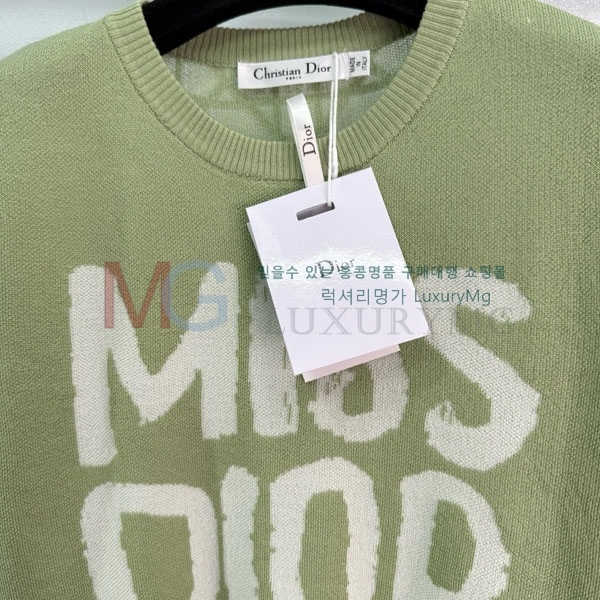 Christian Dior
PARIS
MADE
IN
ITALY
Dior
Dior
믿을수 있는 홍콩명품 구매대행 쇼핑몰
럭셔리명가 LuxuryMg
MG LUXURY
MISS
DIOR